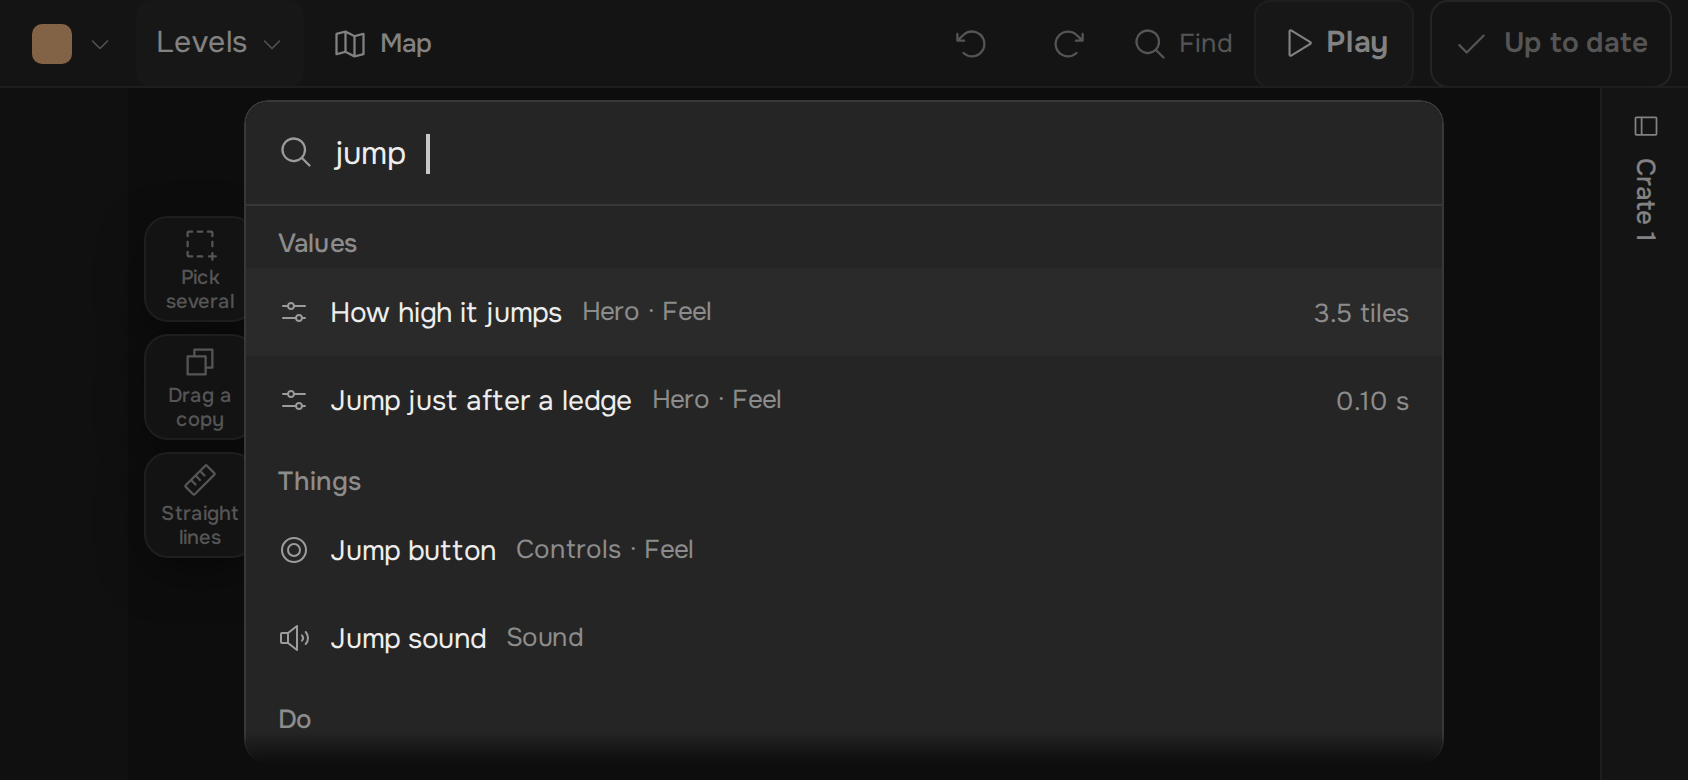 Levels
Map
Find
Play
Up to date
jump
Crate 1
Values
Pick
several
How high it jumps Hero · Feel 3.5 tiles
Drag a
copy
Jump just after a ledge Hero · Feel 0.10 s
Things
Straight
lines
Jump button Controls · Feel
Jump sound Sound
Do